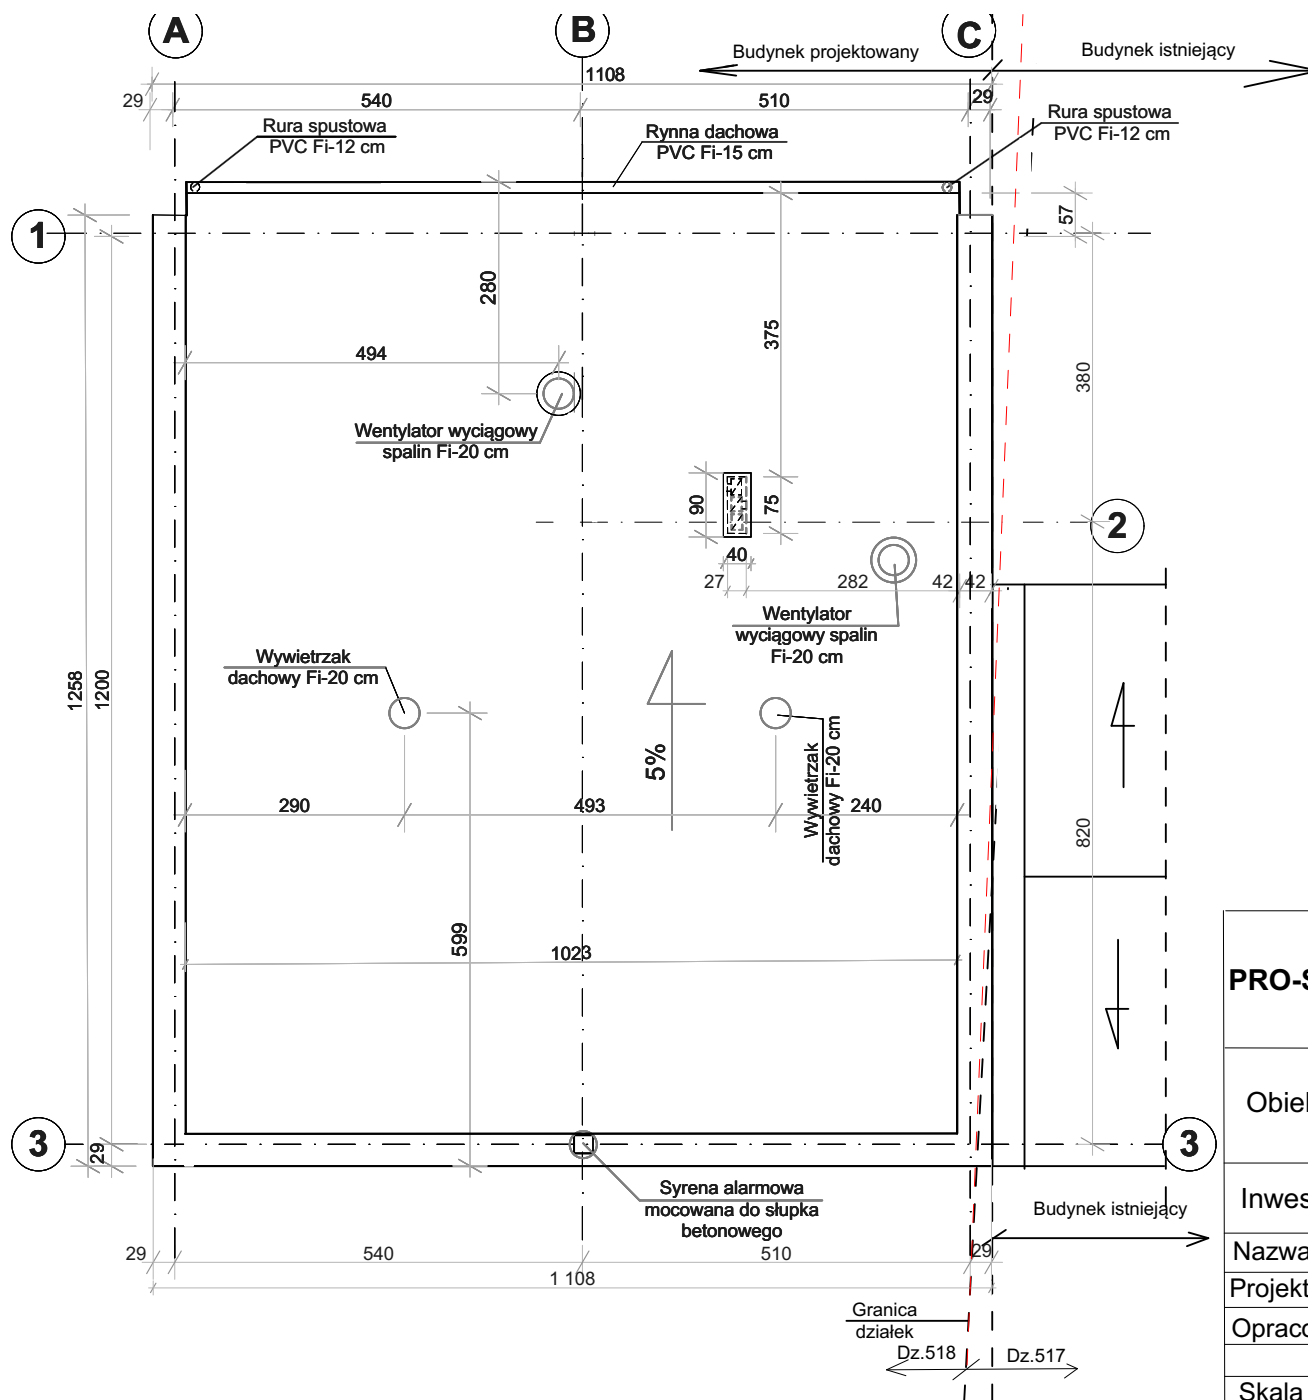 A
B
C
Budynek projektowany
Budynek istniejący
1108
29
540
510
29
Rura spustowa
PVC Fi-12 cm
Rynna dachowa
PVC Fi-15 cm
Rura spustowa
PVC Fi-12 cm
57
1
280
375
380
494
Wentylator wyciągowy
spalin Fi-20 cm
90
75
2
40
27
282
42
42
Wentylator
wyciągowy spalin
Fi-20 cm
Wywietrzak
dachowy Fi-20 cm
1258
1200
5%
Wywietrzak
dachowy Fi-20 cm
290
493
240
820
599
1023
PRO-S
Obiek
3
29
3
Syrena alarmowa
mocowana do słupka
betonowego
Inwes
Budynek istniejący
29
540
510
29
Nazwa
1 108
Projekt
Granica
działek
Opraco
Dz.518
Dz.517
Skala